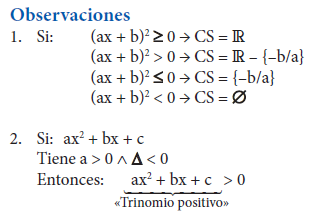 Observaciones
1. Si: (ax + b)² ≥ 0 → CS = ℝ
(ax + b)² > 0 → CS = ℝ – {–b/a}
(ax + b)² ≤ 0 → CS = {–b/a}
(ax + b)² < 0 → CS = Ø
2. Si: ax² + bx + c
Tiene a > 0 ∧ Δ < 0
Entonces: ax² + bx + c > 0
«Trinomio positivo»